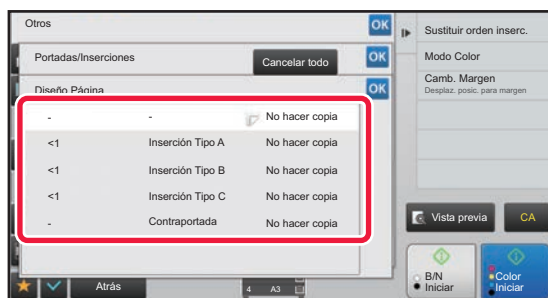 Otros
OK
Portadas/Inserciones
Cancelar todo
OK
Diseño Página
OK
- - No hacer copia
<1 Inserción Tipo A No hacer copia
<1 Inserción Tipo B No hacer copia
<1 Inserción Tipo C No hacer copia
- Contraportada No hacer copia
Atrás
4 A3
Sustituir orden inserc.
Modo Color
Camb. Margen
Desplaz. posic. para margen
Vista previa
CA
B/N
Iniciar
Color
Iniciar